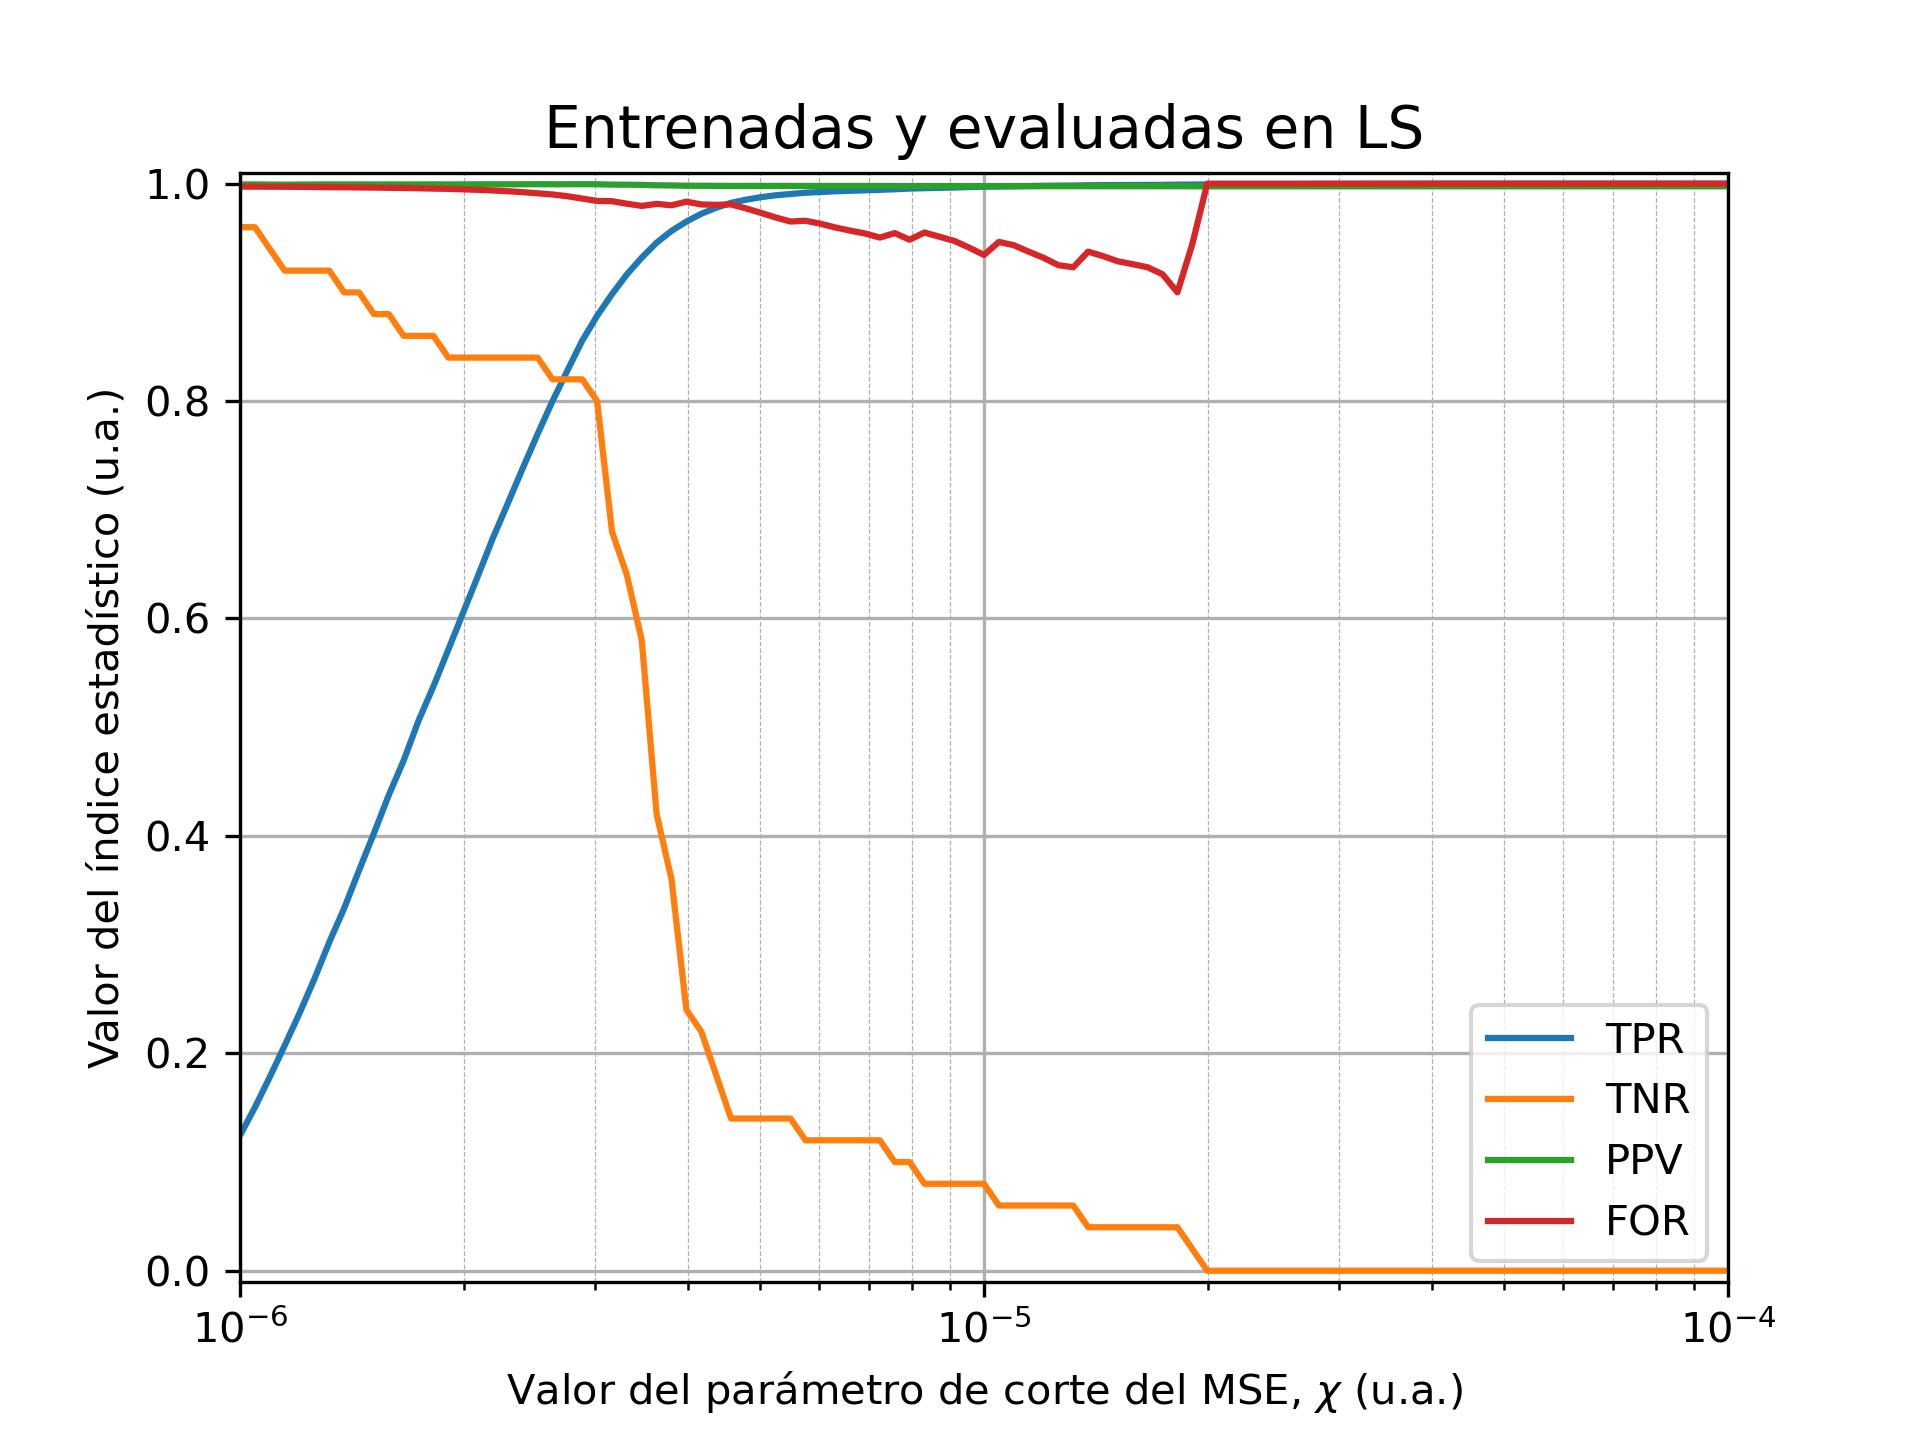 Entrenadas y evaluadas en LS
Valor del índice estadístico (u.a.)
1.0
0.8
0.6
0.4
0.2
0.0
10⁻⁶
10⁻⁵
10⁻⁴
Valor del parámetro de corte del MSE, χ (u.a.)
TPR
TNR
PPV
FOR